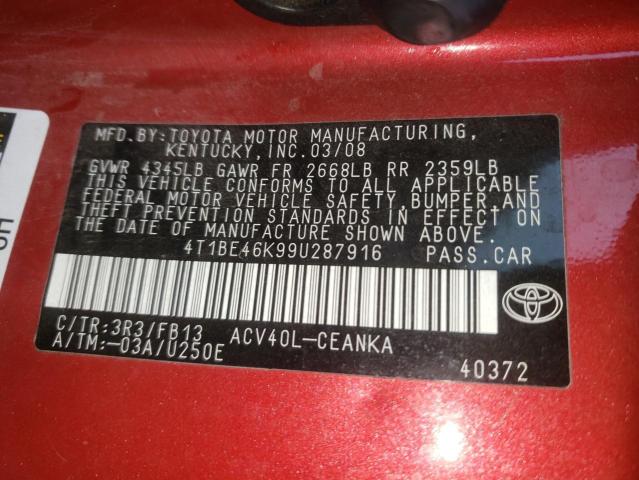 MFD.BY:TOYOTA MOTOR MANUFACTURING,
KENTUCKY,INC.03/08
GVWR 4345LB GAWR FR 2668LB RR 2359LB
THIS VEHICLE CONFORMS TO ALL APPLICABLE
FEDERAL MOTOR VEHICLE SAFETY,BUMPER,AND
THEFT PREVENTION STANDARDS IN EFFECT ON
THE DATE OF MANUFACTURE SHOWN ABOVE.
4T1BE46K99U287916 PASS.CAR
C/TR:3R3/FB13 ACV40L-CEANKA
A/TM:-03A/U250E
40372
TOYOTA